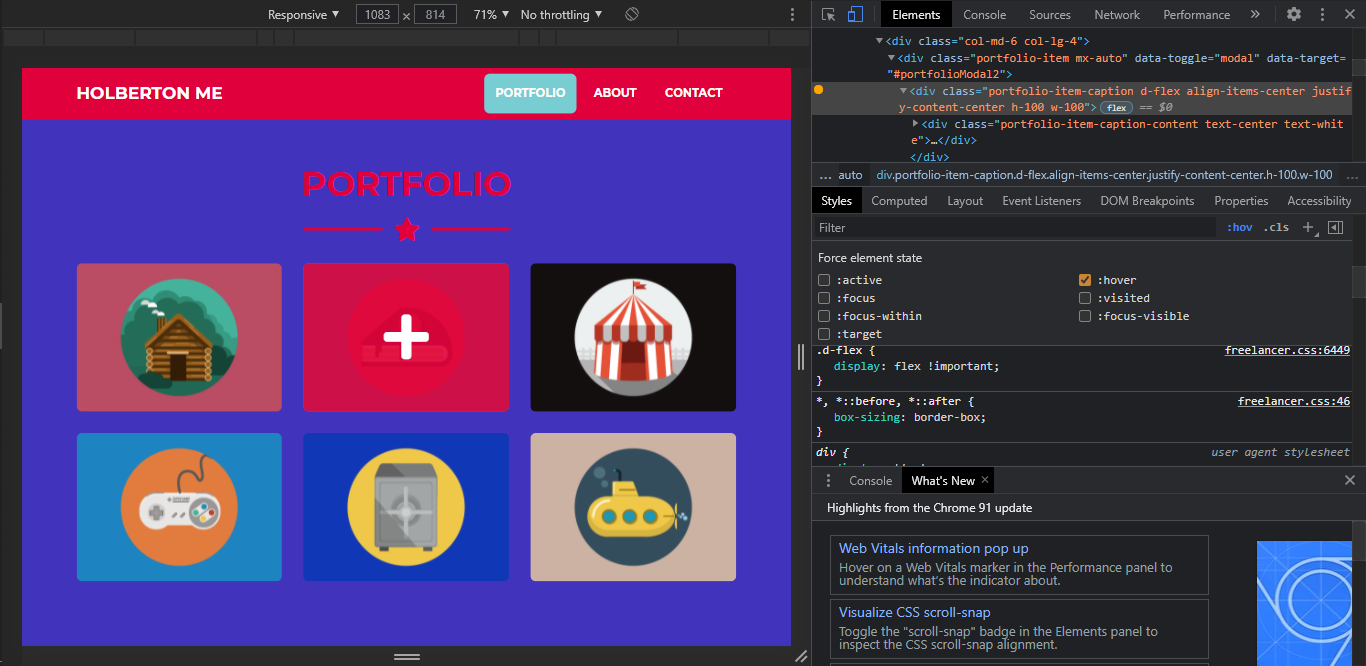 Responsive ▼ 1083 × 814 71% ▼ No throttling ▼
HOLBERTON ME
PORTFOLIO
ABOUT
CONTACT
PORTFOLIO
Elements Console Sources Network Performance »
▼<div class="col-md-6 col-lg-4">
▼<div class="portfolio-item mx-auto" data-toggle="modal" data-target=
"#portfolioModal2">
▼<div class="portfolio-item-caption d-flex align-items-center justif
y-content-center h-100 w-100"> flex == $0
▶<div class="portfolio-item-caption-content text-center text-whit
e">…</div>
</div>
... auto div.portfolio-item-caption.d-flex.align-items-center.justify-content-center.h-100.w-100 ...
Styles Computed Layout Event Listeners DOM Breakpoints Properties Accessibility
Filter :hov .cls +
Force element state
:active :hover
:focus :visited
:focus-within :focus-visible
:target
.d-flex { freelancer.css:6449
display: flex !important;
}
*, *::before, *::after { freelancer.css:46
box-sizing: border-box;
}
div { user agent stylesheet
Console What's New ×
Highlights from the Chrome 91 update
Web Vitals information pop up
Hover on a Web Vitals marker in the Performance panel to
understand what's the indicator about.
Visualize CSS scroll-snap
Toggle the "scroll-snap" badge in the Elements panel to
inspect the CSS scroll-snap alignment.